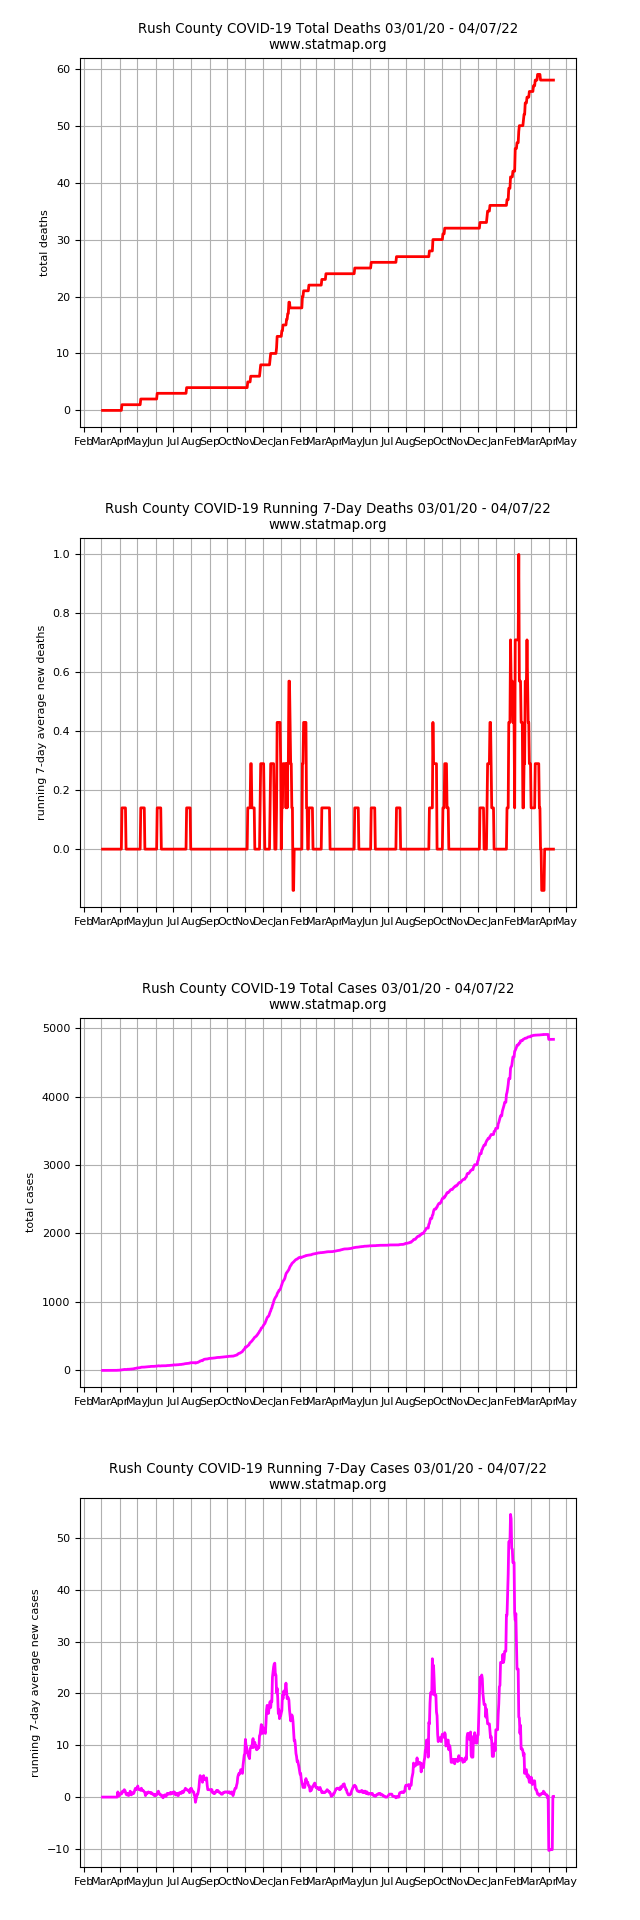 Rush County COVID-19 Total Deaths 03/01/20 - 04/07/22
www.statmap.org
60
50
40
30
20
10
0
total deaths
Feb Mar Apr May Jun Jul Aug Sep Oct Nov Dec Jan Feb Mar Apr May Jun Jul Aug Sep Oct Nov Dec Jan Feb Mar Apr May
Rush County COVID-19 Running 7-Day Deaths 03/01/20 - 04/07/22
www.statmap.org
1.0
0.8
0.6
0.4
0.2
0.0
running 7-day average new deaths
Feb Mar Apr May Jun Jul Aug Sep Oct Nov Dec Jan Feb Mar Apr May Jun Jul Aug Sep Oct Nov Dec Jan Feb Mar Apr May
Rush County COVID-19 Total Cases 03/01/20 - 04/07/22
www.statmap.org
5000
4000
3000
2000
1000
0
total cases
Feb Mar Apr May Jun Jul Aug Sep Oct Nov Dec Jan Feb Mar Apr May Jun Jul Aug Sep Oct Nov Dec Jan Feb Mar Apr May
Rush County COVID-19 Running 7-Day Cases 03/01/20 - 04/07/22
www.statmap.org
50
40
30
20
10
0
−10
running 7-day average new cases
Feb Mar Apr May Jun Jul Aug Sep Oct Nov Dec Jan Feb Mar Apr May Jun Jul Aug Sep Oct Nov Dec Jan Feb Mar Apr May